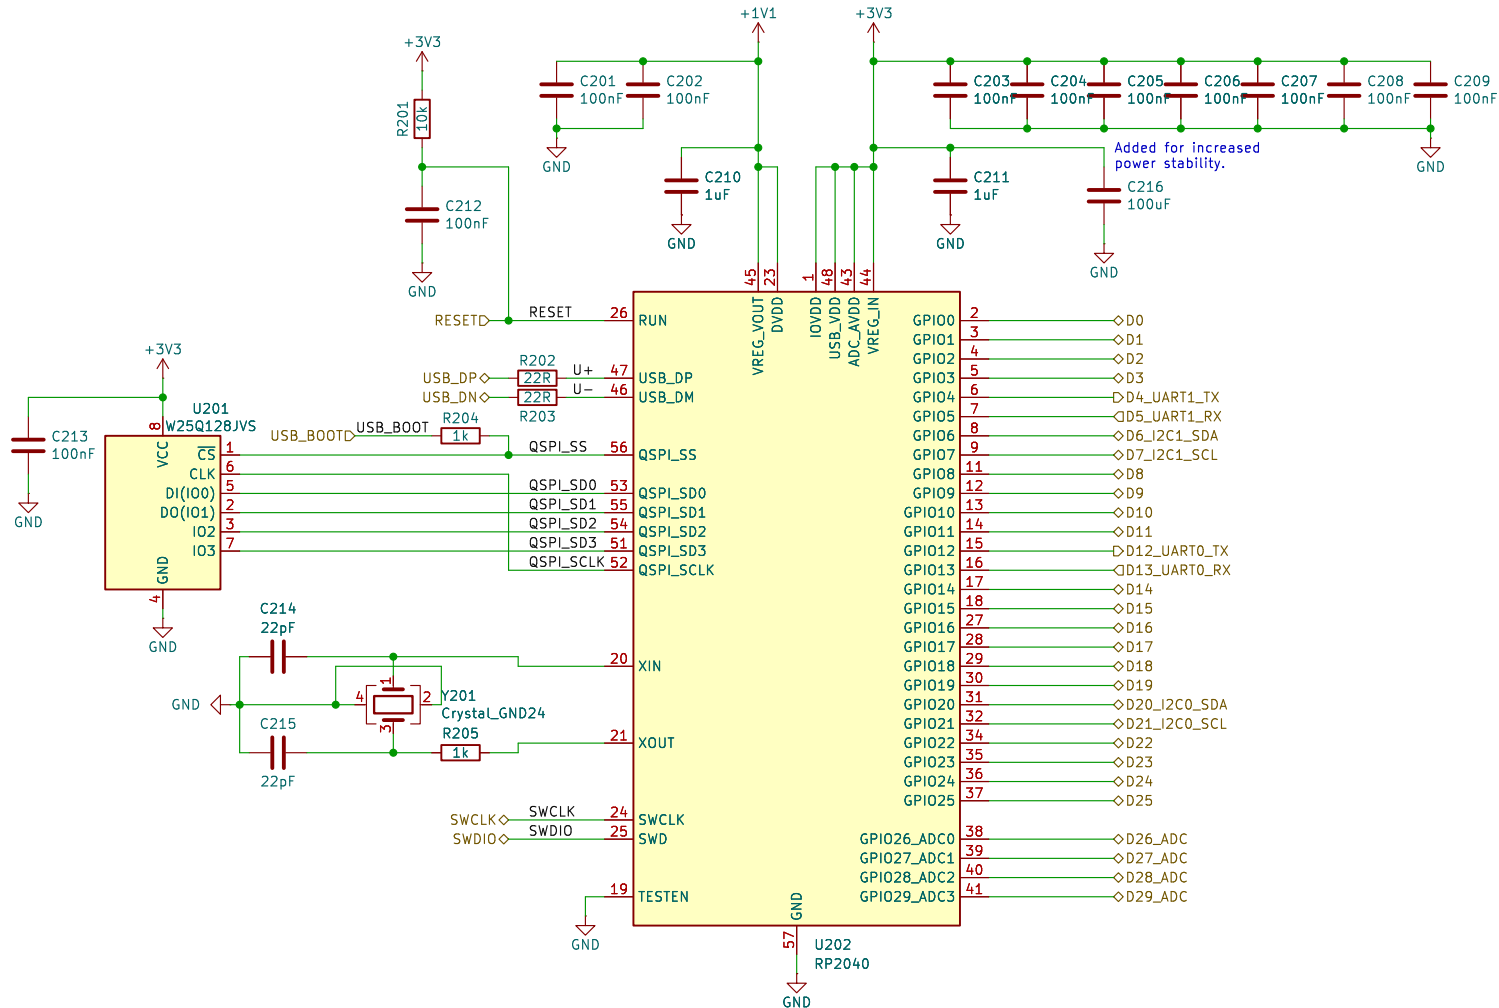 +1V1
+3V3
+3V3
C201
100nF
C202
100nF
C203
100nF
C204
100nF
C205
100nF
C206
100nF
C207
100nF
C208
100nF
C209
100nF
R201
10k
GND
GND
Added for increased
power stability.
C210
1uF
C211
1uF
C216
100uF
C212
100nF
GND
GND
GND
GND
45
23
1
48
43
44
VREG_VOUT
DVDD
IOVDD
USB_VDD
ADC_AVDD
VREG_IN
RESET
RESET
26
RUN
USB_DP
R202
22R
U+
47
USB_DP
USB_DN
22R
R203
U-
46
USB_DM
USB_BOOT
USB_BOOT
R204
1k
QSPI_SS
56
QSPI_SS
QSPI_SD0
53
QSPI_SD0
QSPI_SD1
55
QSPI_SD1
QSPI_SD2
54
QSPI_SD2
QSPI_SD3
51
QSPI_SD3
QSPI_SCLK
52
QSPI_SCLK
+3V3
U201
W25Q128JVS
8
VCC
C213
100nF
GND
CS
1
CLK
6
DI(IO0)
5
DO(IO1)
2
IO2
3
IO3
7
GND
4
GND
C214
22pF
20
XIN
GND
4
1
2
3
Y201
Crystal_GND24
C215
22pF
R205
1k
21
XOUT
SWCLK
SWCLK
24
SWCLK
SWDIO
SWDIO
25
SWD
19
TESTEN
GND
GND
57
GND
U202
RP2040
GPIO0
2
D0
GPIO1
3
D1
GPIO2
4
D2
GPIO3
5
D3
GPIO4
6
D4_UART1_TX
GPIO5
7
D5_UART1_RX
GPIO6
8
D6_I2C1_SDA
GPIO7
9
D7_I2C1_SCL
GPIO8
11
D8
GPIO9
12
D9
GPIO10
13
D10
GPIO11
14
D11
GPIO12
15
D12_UART0_TX
GPIO13
16
D13_UART0_RX
GPIO14
17
D14
GPIO15
18
D15
GPIO16
27
D16
GPIO17
28
D17
GPIO18
29
D18
GPIO19
30
D19
GPIO20
31
D20_I2C0_SDA
GPIO21
32
D21_I2C0_SCL
GPIO22
34
D22
GPIO23
35
D23
GPIO24
36
D24
GPIO25
37
D25
GPIO26_ADC0
38
D26_ADC
GPIO27_ADC1
39
D27_ADC
GPIO28_ADC2
40
D28_ADC
GPIO29_ADC3
41
D29_ADC